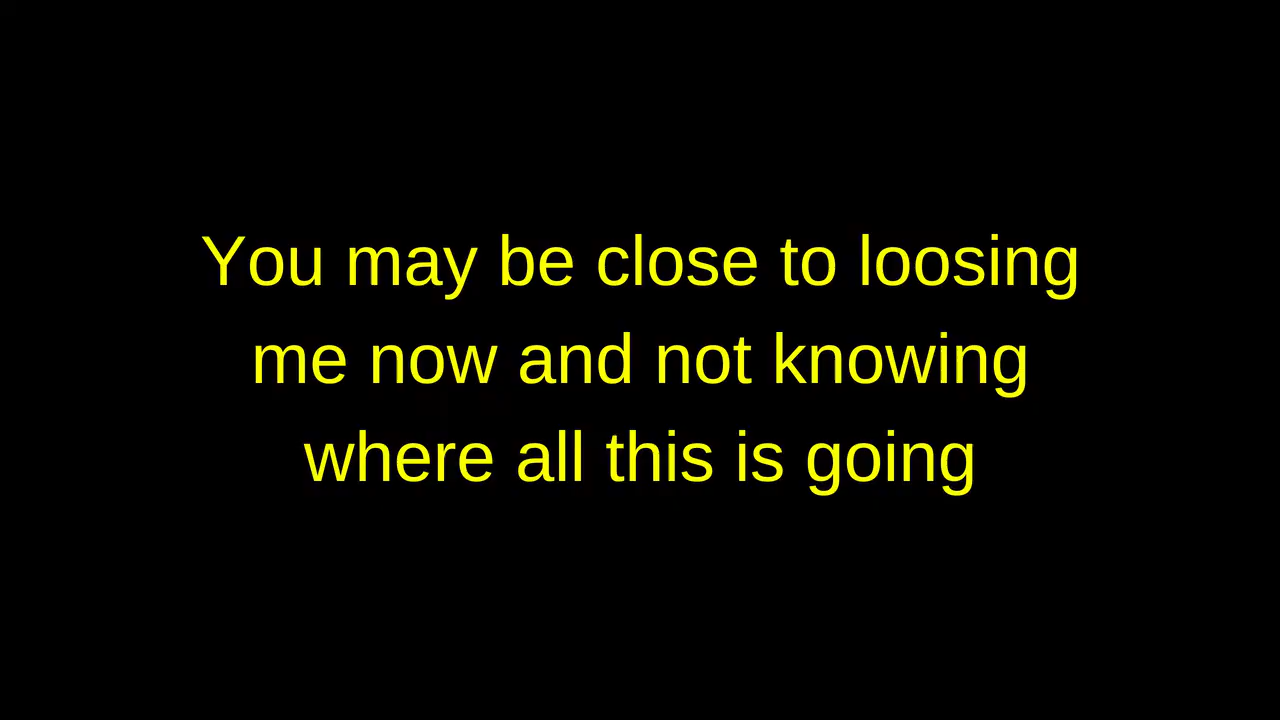 You may be close to loosing
me now and not knowing
where all this is going